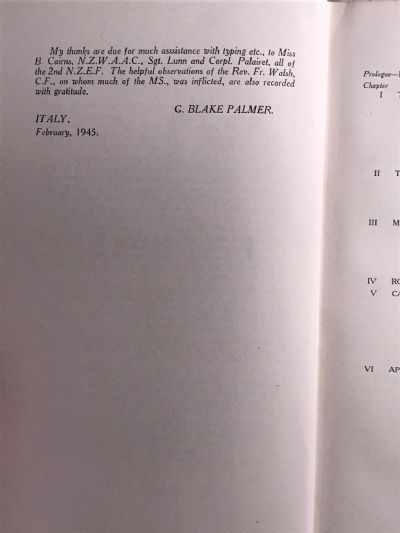 My thanks are due for much asssistance with typing etc., to Miss
B. Cairns, N.Z.W.A.A.C., Sgt. Lunn and Corpl. Palairet, all of
the 2nd N.Z.E.F. The helpful observations of the Rev. Fr. Walsh,
C.F., on whom much of the MS., was inflicted, are also recorded
with gratitude.
G. BLAKE PALMER.
ITALY,
February, 1945.
Prologue—
Chapter
I T
II T
III M
IV RO
V CA
VI AP